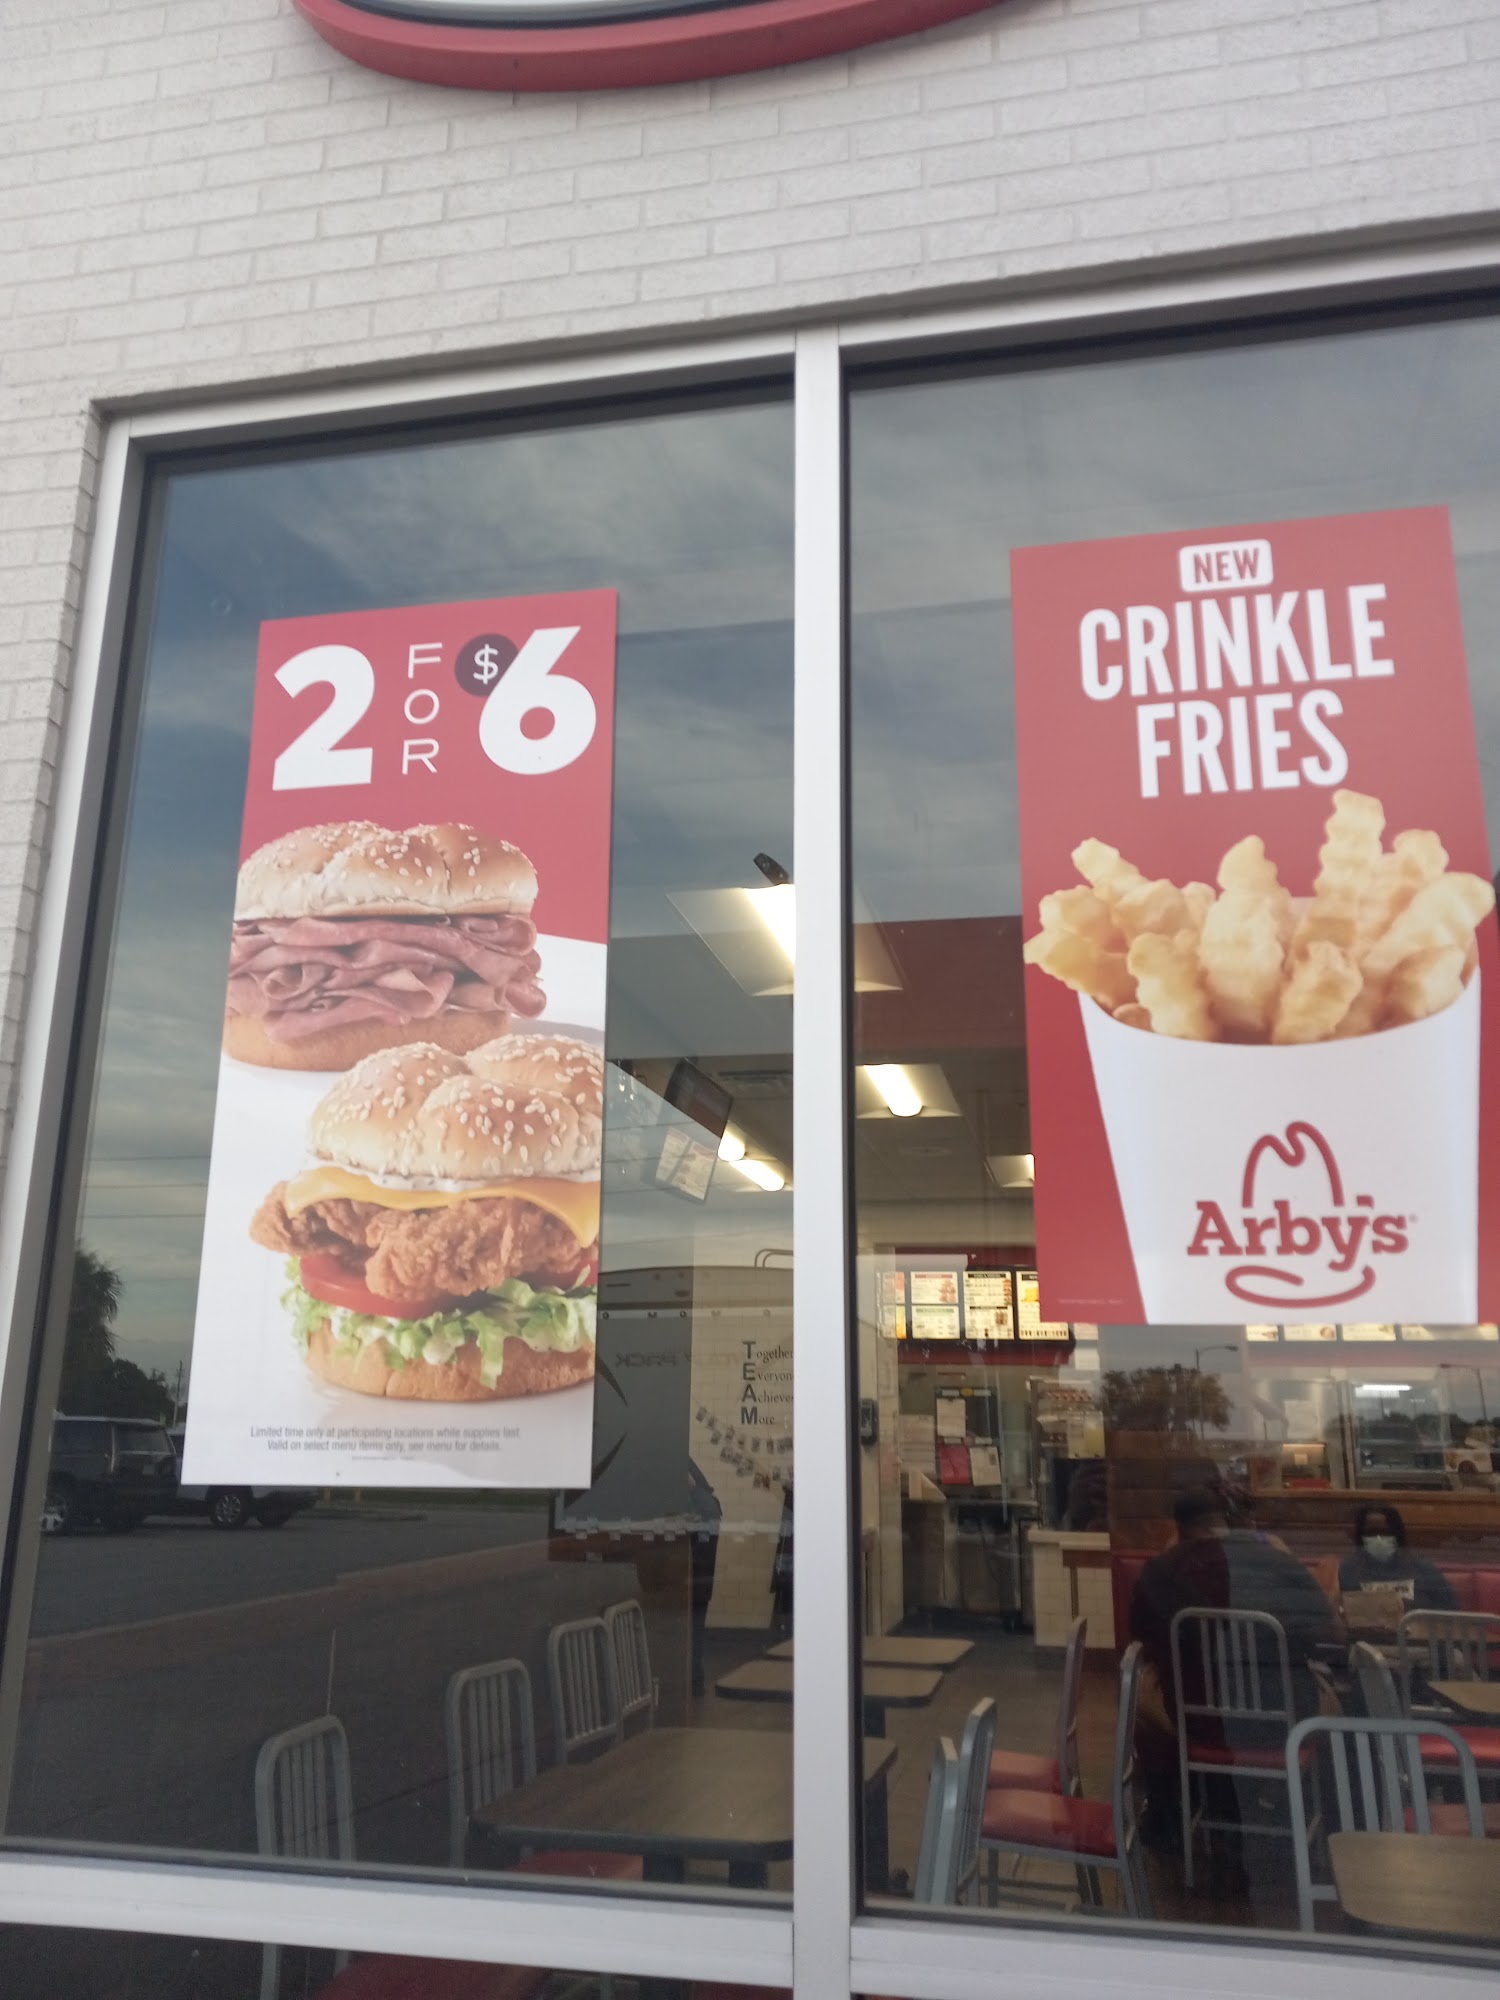 2 FOR $6
Limited time only at participating locations while supplies last.
Valid on select menu items only, see menu for details.
NEW
CRINKLE
FRIES
Arby's
Together
Everyone
Achieves
More